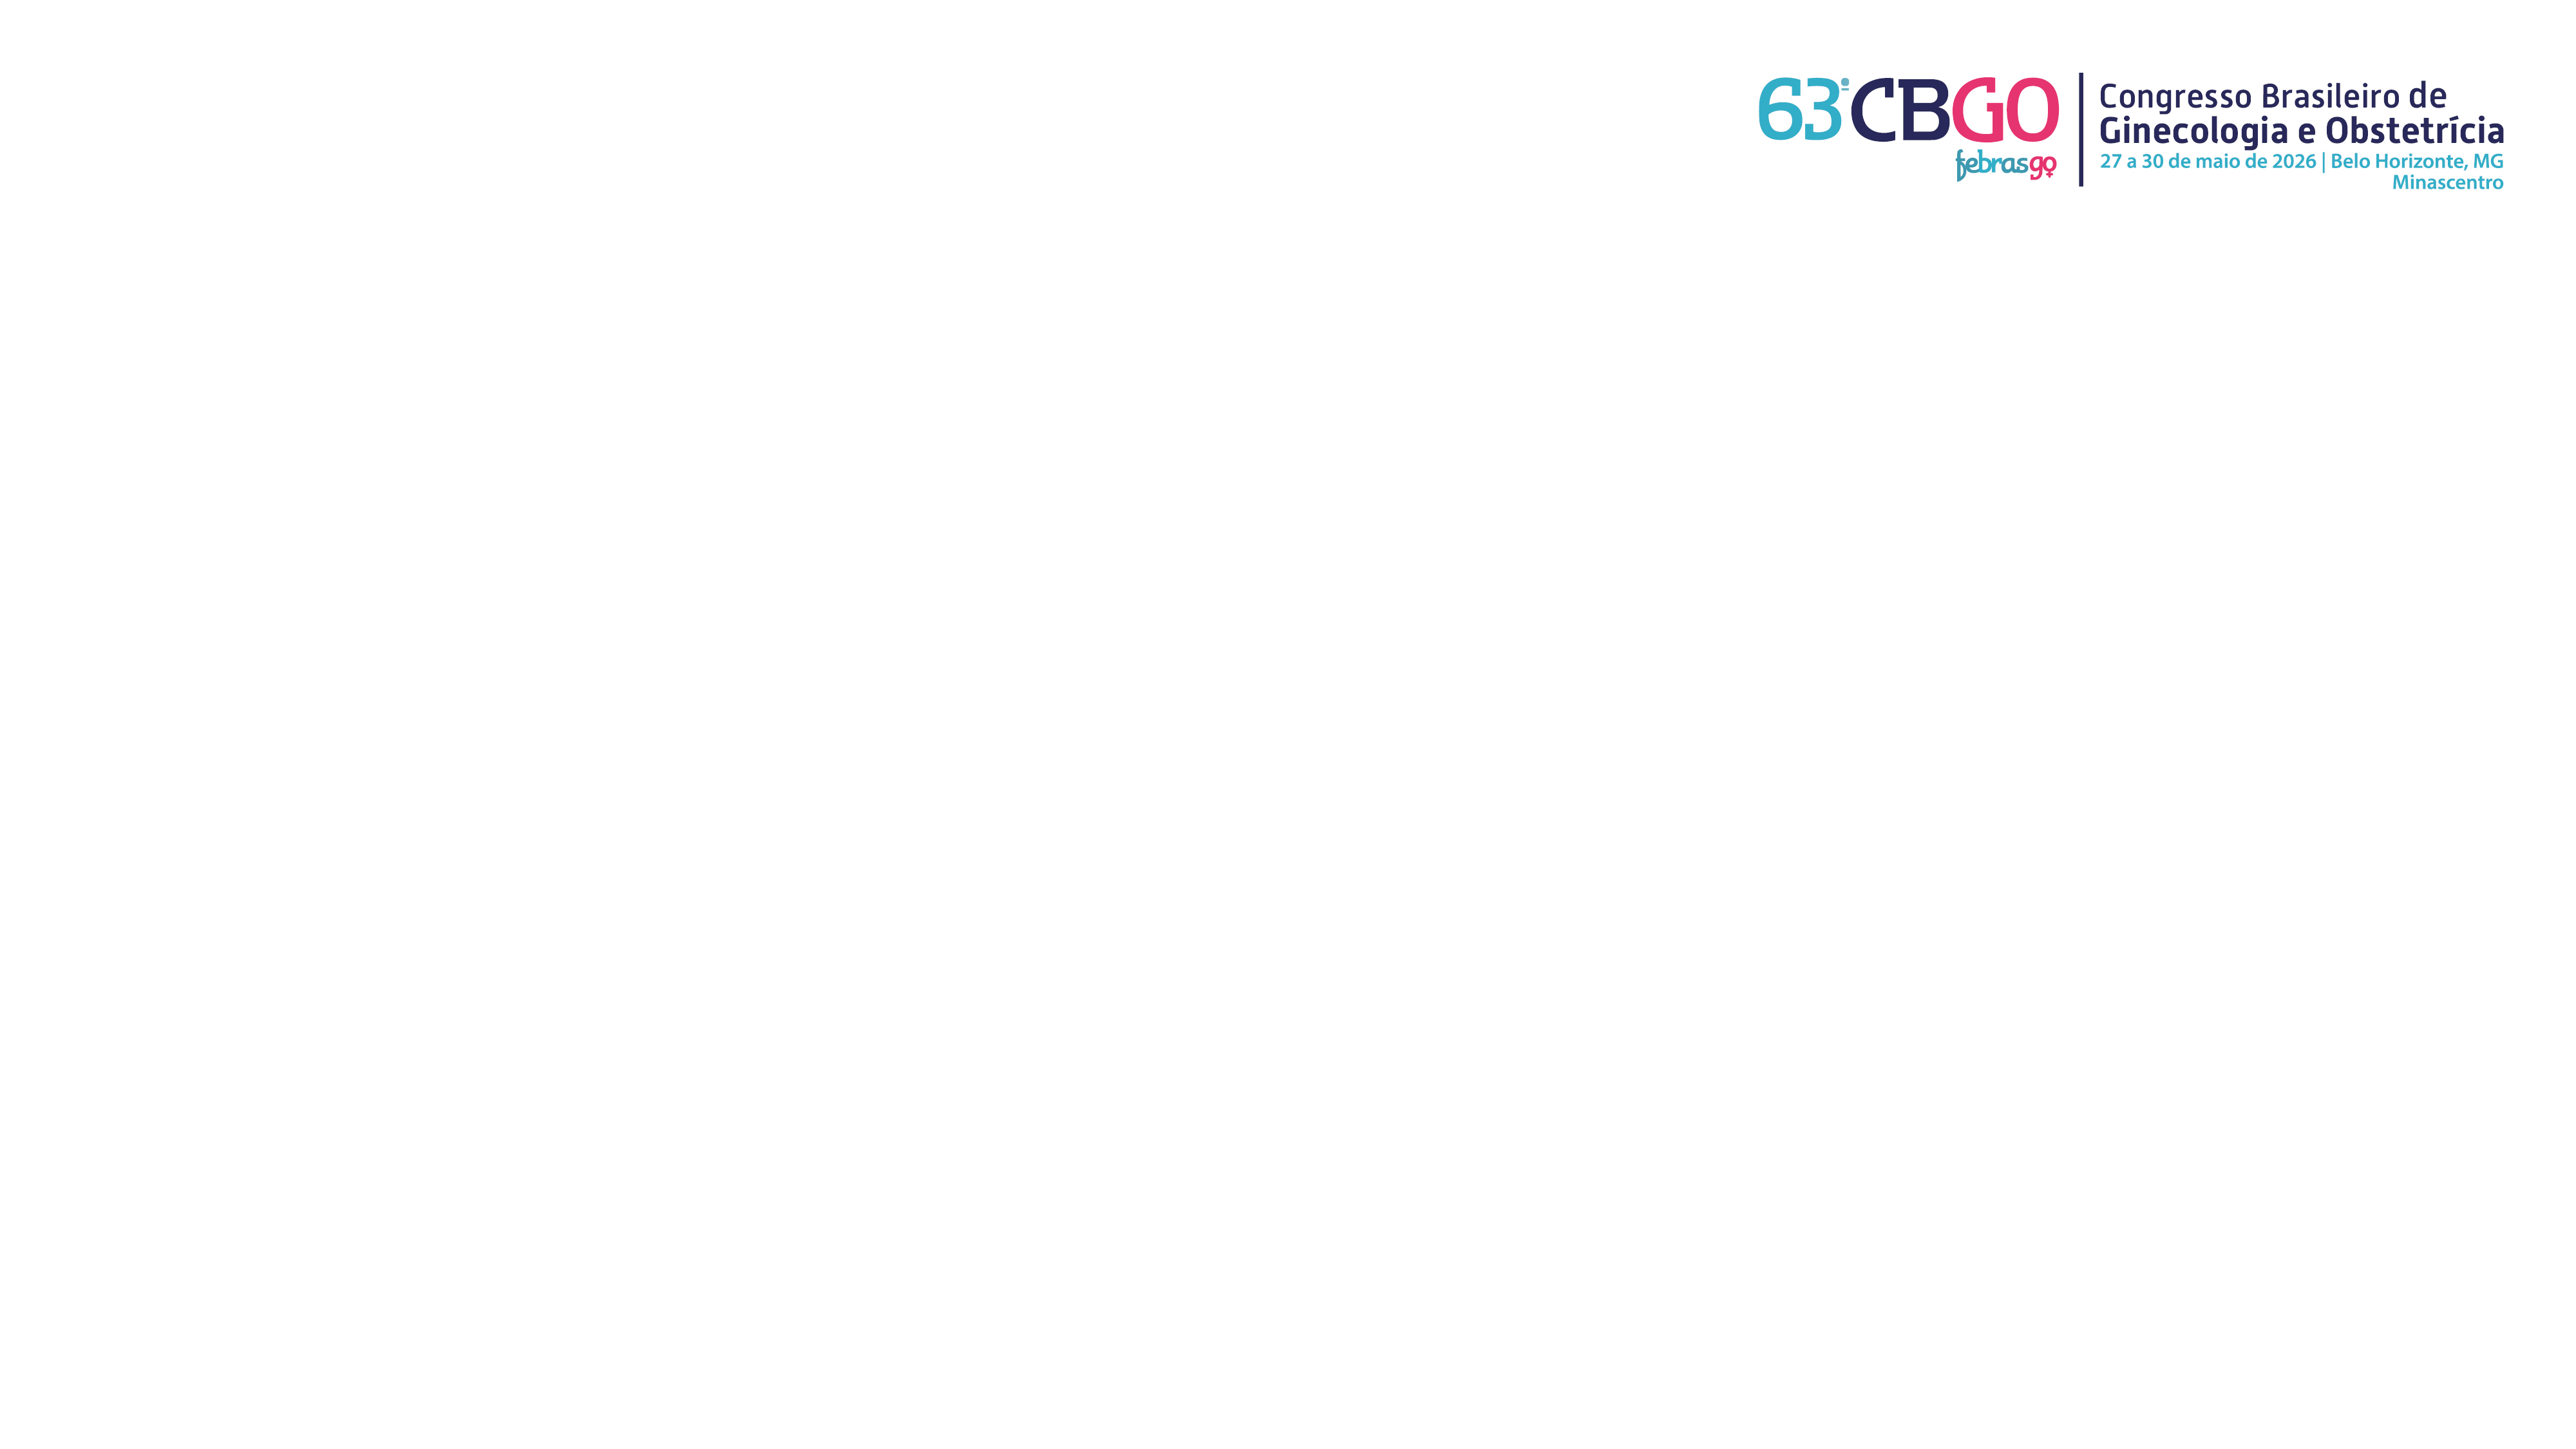 63º CBGO
febrasgo
Congresso Brasileiro de
Ginecologia e Obstetrícia
27 a 30 de maio de 2026 | Belo Horizonte, MG
Minascentro